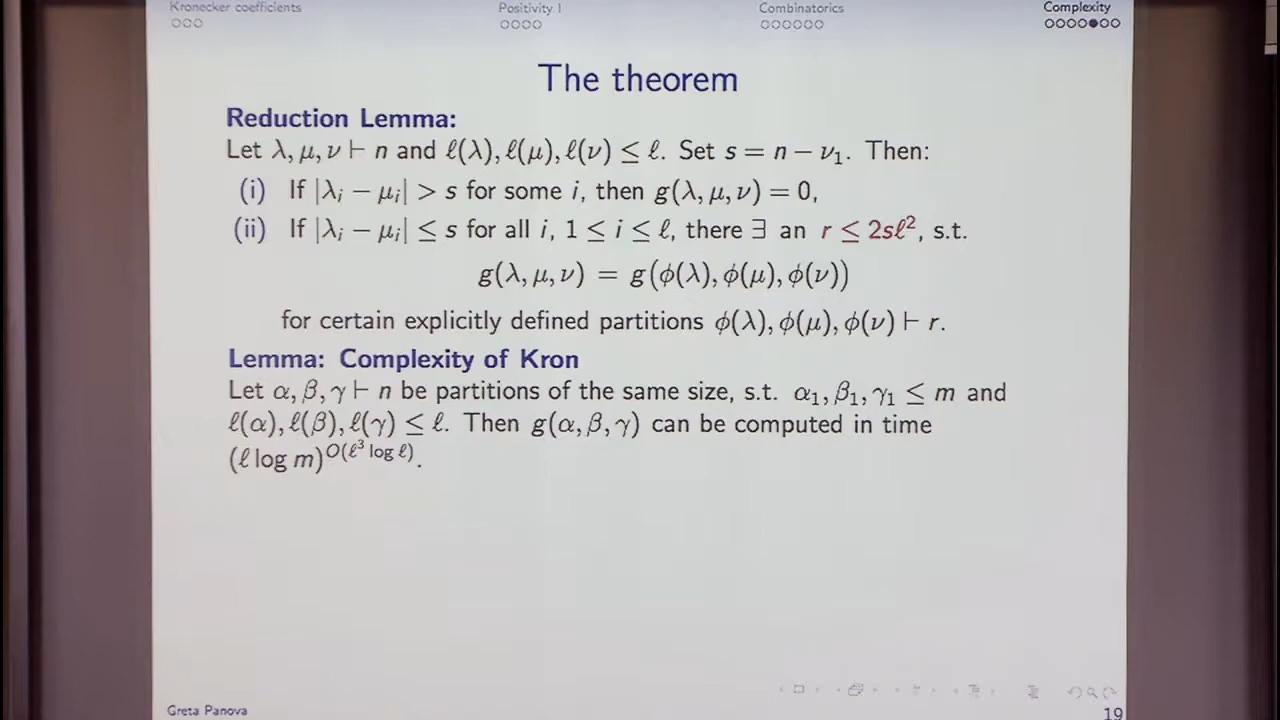 Kronecker coefficients Positivity I Combinatorics Complexity
The theorem
Reduction Lemma:
Let λ, μ, ν ⊢ n and ℓ(λ), ℓ(μ), ℓ(ν) ≤ ℓ. Set s = n − ν₁. Then:
(i) If |λᵢ − μᵢ| > s for some i, then g(λ, μ, ν) = 0,
(ii) If |λᵢ − μᵢ| ≤ s for all i, 1 ≤ i ≤ ℓ, there ∃ an r ≤ 2sℓ², s.t.
g(λ, μ, ν) = g(ϕ(λ), ϕ(μ), ϕ(ν))
for certain explicitly defined partitions ϕ(λ), ϕ(μ), ϕ(ν) ⊢ r.
Lemma: Complexity of Kron
Let α, β, γ ⊢ n be partitions of the same size, s.t. α₁, β₁, γ₁ ≤ m and
ℓ(α), ℓ(β), ℓ(γ) ≤ ℓ. Then g(α, β, γ) can be computed in time
(ℓ log m)^{O(ℓ³ log ℓ)}.
Greta Panova
19